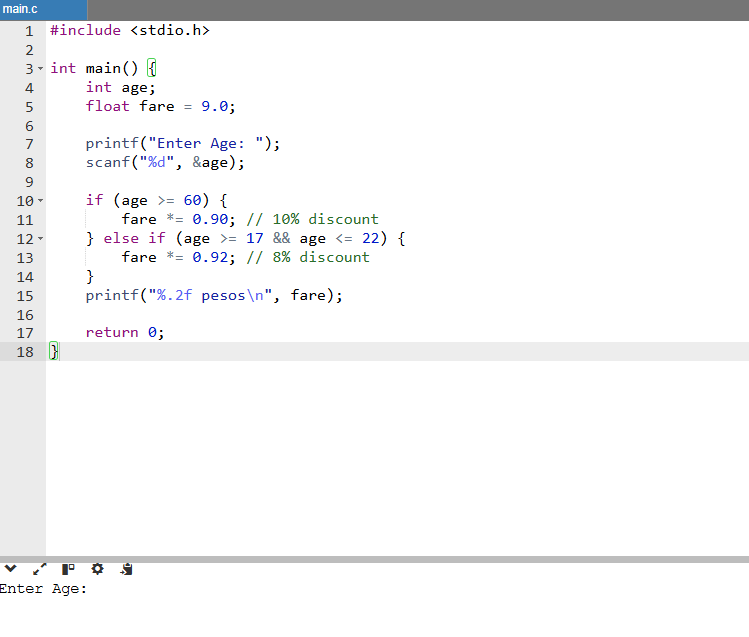 main.c
1 #include <stdio.h>
2
3 int main() {
4     int age;
5     float fare = 9.0;
6
7     printf("Enter Age: ");
8     scanf("%d", &age);
9
10     if (age >= 60) {
11         fare *= 0.90; // 10% discount
12     } else if (age >= 17 && age <= 22) {
13         fare *= 0.92; // 8% discount
14     }
15     printf("%.2f pesos\n", fare);
16
17     return 0;
18 }
Enter Age: